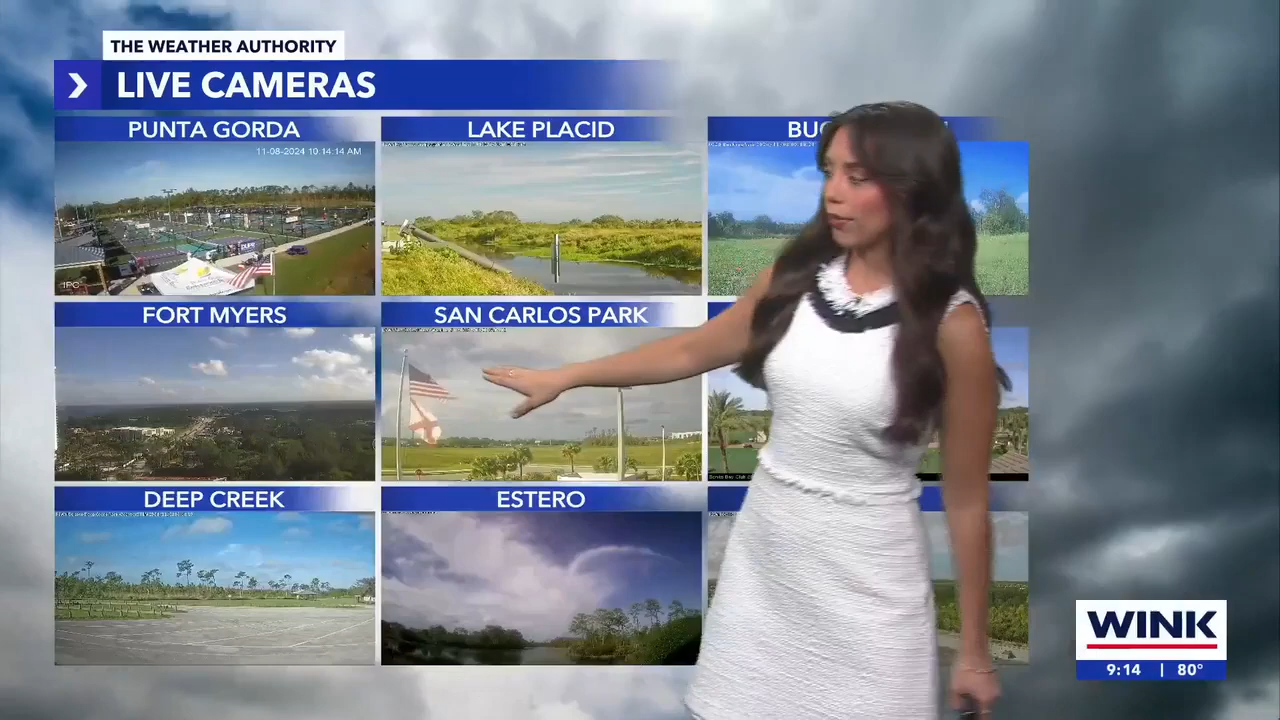 THE WEATHER AUTHORITY
LIVE CAMERAS
PUNTA GORDA
LAKE PLACID
11-08-2024 10:14:14 AM
IPC
FORT MYERS
SAN CARLOS PARK
DEEP CREEK
ESTERO
WINK
9:14 | 80°